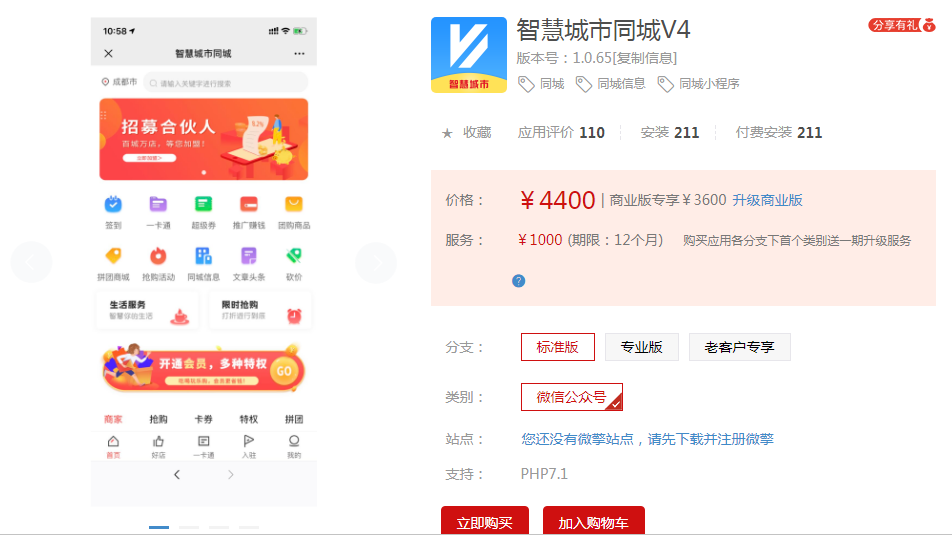 10:58
智慧城市同城
成都市
请输入关键字进行搜索
招募合伙人
百城万店，等您加盟！
立即加盟>
签到 一卡通 超级券 推广赚钱 团购商品
拼团商城 抢购活动 同城信息 文章头条 砍价
生活服务
智慧你的生活
限时抢购
打折进行到底
开通会员，多种特权
GO
商家 抢购 卡券 特权 拼团
首页 好店 一卡通 入驻 我的
智慧城市
智慧城市同城V4
分享有礼
版本号：1.0.65[复制信息]
同城 同城信息 同城小程序
收藏 应用评价 110 安装 211 付费安装 211
价格： ￥4400 | 商业版专享￥3600 升级商业版
服务： ￥1000 (期限：12个月) 购买应用各分支下首个类别送一期升级服务
?
分支： 标准版 专业版 老客户专享
类别： 微信公众号
站点： 您还没有微擎站点，请先下载并注册微擎
支持： PHP7.1
立即购买 加入购物车